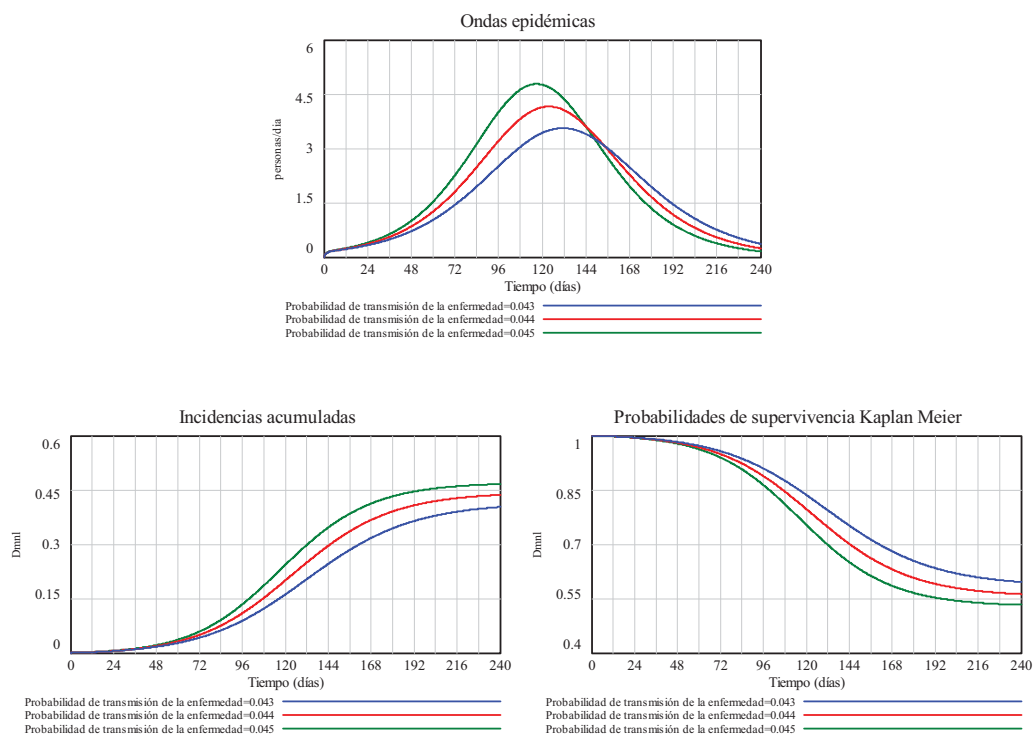 Ondas epidémicas
6
4.5
3
1.5
0
personas/dia
0 24 48 72 96 120 144 168 192 216 240
Tiempo (días)
Probabilidad de transmisión de la enfermedad=0.043
Probabilidad de transmisión de la enfermedad=0.044
Probabilidad de transmisión de la enfermedad=0.045
Incidencias acumuladas
0.6
0.45
0.3
0.15
0
Dmnl
0 24 48 72 96 120 144 168 192 216 240
Tiempo (días)
Probabilidad de transmisión de la enfermedad=0.043
Probabilidad de transmisión de la enfermedad=0.044
Probabilidad de transmisión de la enfermedad=0.045
Probabilidades de supervivencia Kaplan Meier
1
0.85
0.7
0.55
0.4
Dmnl
0 24 48 72 96 120 144 168 192 216 240
Tiempo (días)
Probabilidad de transmisión de la enfermedad=0.043
Probabilidad de transmisión de la enfermedad=0.044
Probabilidad de transmisión de la enfermedad=0.045